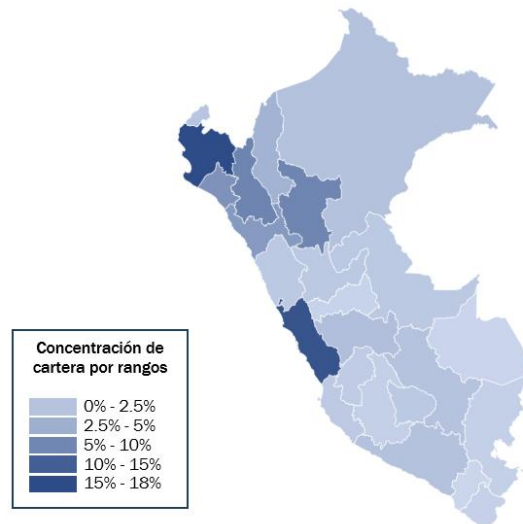 Concentración de
cartera por rangos
0% - 2.5%
2.5% - 5%
5% - 10%
10% - 15%
15% - 18%